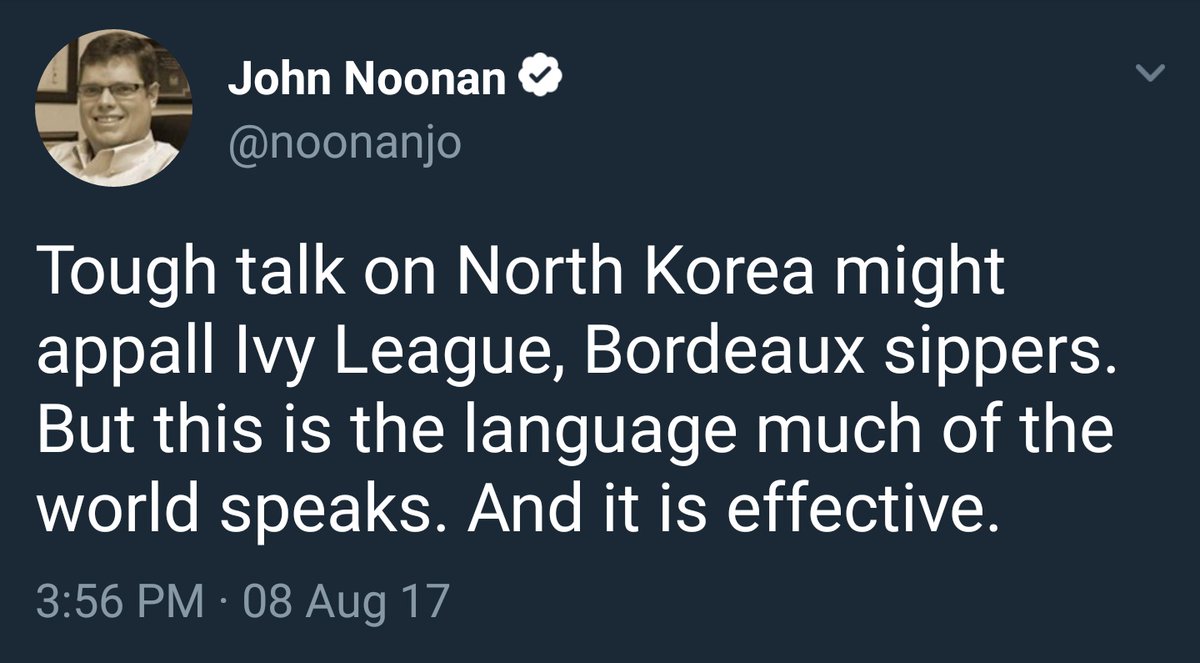 John Noonan
@noonanjo
Tough talk on North Korea might
appall Ivy League, Bordeaux sippers.
But this is the language much of the
world speaks. And it is effective.
3:56 PM · 08 Aug 17